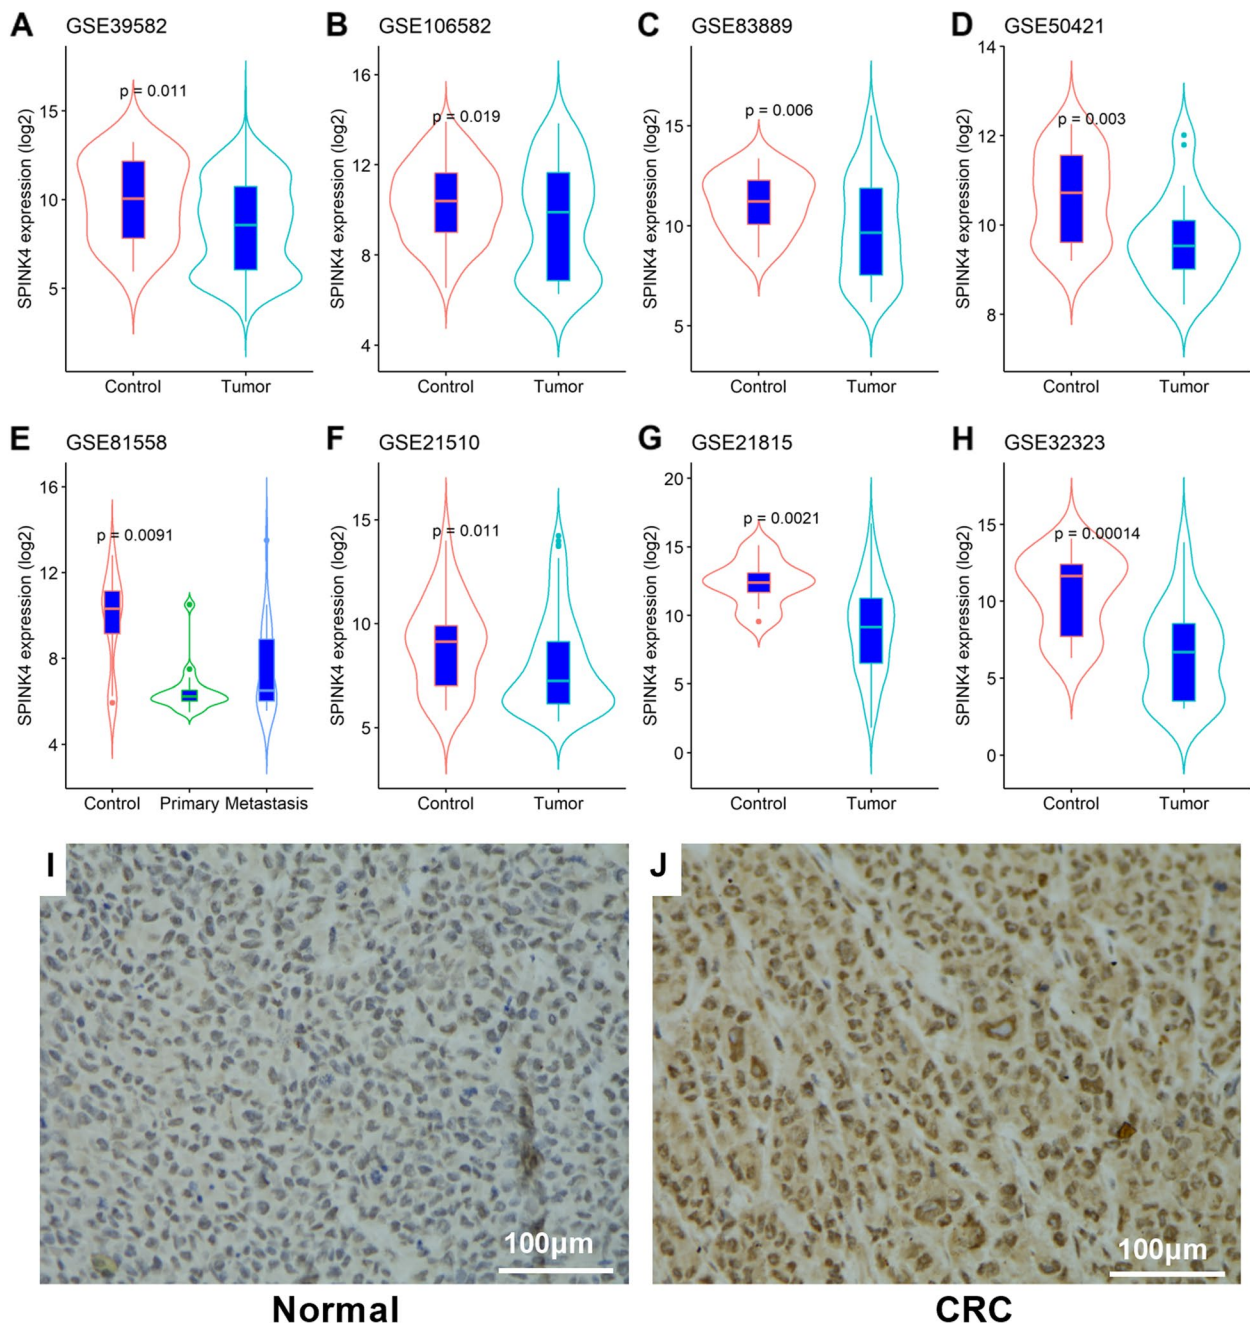 A GSE39582
B GSE106582
C GSE83889
D GSE50421
SPINK4 expression (log2)
15
10
5
p = 0.011
Control Tumor
SPINK4 expression (log2)
16
12
8
4
p = 0.019
Control Tumor
SPINK4 expression (log2)
15
10
5
p = 0.006
Control Tumor
SPINK4 expression (log2)
14
12
10
8
p = 0.003
Control Tumor
E GSE81558
F GSE21510
G GSE21815
H GSE32323
SPINK4 expression (log2)
16
12
8
4
p = 0.0091
Control Primary Metastasis
SPINK4 expression (log2)
15
10
5
p = 0.011
Control Tumor
SPINK4 expression (log2)
20
15
10
5
0
p = 0.0021
Control Tumor
SPINK4 expression (log2)
15
10
5
0
p = 0.00014
Control Tumor
I
100μm
Normal
J
100μm
CRC